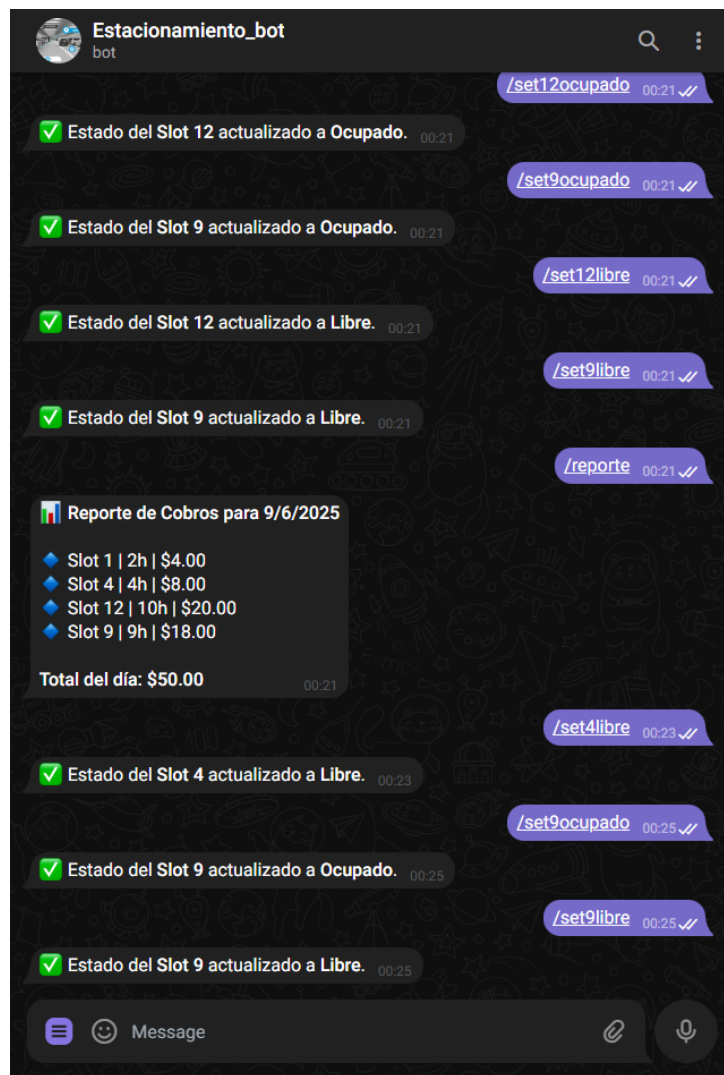 Estacionamiento_bot
bot
/set12ocupado 00:21
✅ Estado del Slot 12 actualizado a Ocupado. 00:21
/set9ocupado 00:21
✅ Estado del Slot 9 actualizado a Ocupado. 00:21
/set12libre 00:21
✅ Estado del Slot 12 actualizado a Libre. 00:21
/set9libre 00:21
✅ Estado del Slot 9 actualizado a Libre. 00:21
/reporte 00:21
📊 Reporte de Cobros para 9/6/2025
🔹 Slot 1 | 2h | $4.00
🔹 Slot 4 | 4h | $8.00
🔹 Slot 12 | 10h | $20.00
🔹 Slot 9 | 9h | $18.00
Total del día: $50.00 00:21
/set4libre 00:23
✅ Estado del Slot 4 actualizado a Libre. 00:23
/set9ocupado 00:25
✅ Estado del Slot 9 actualizado a Ocupado. 00:25
/set9libre 00:25
✅ Estado del Slot 9 actualizado a Libre. 00:25
Message